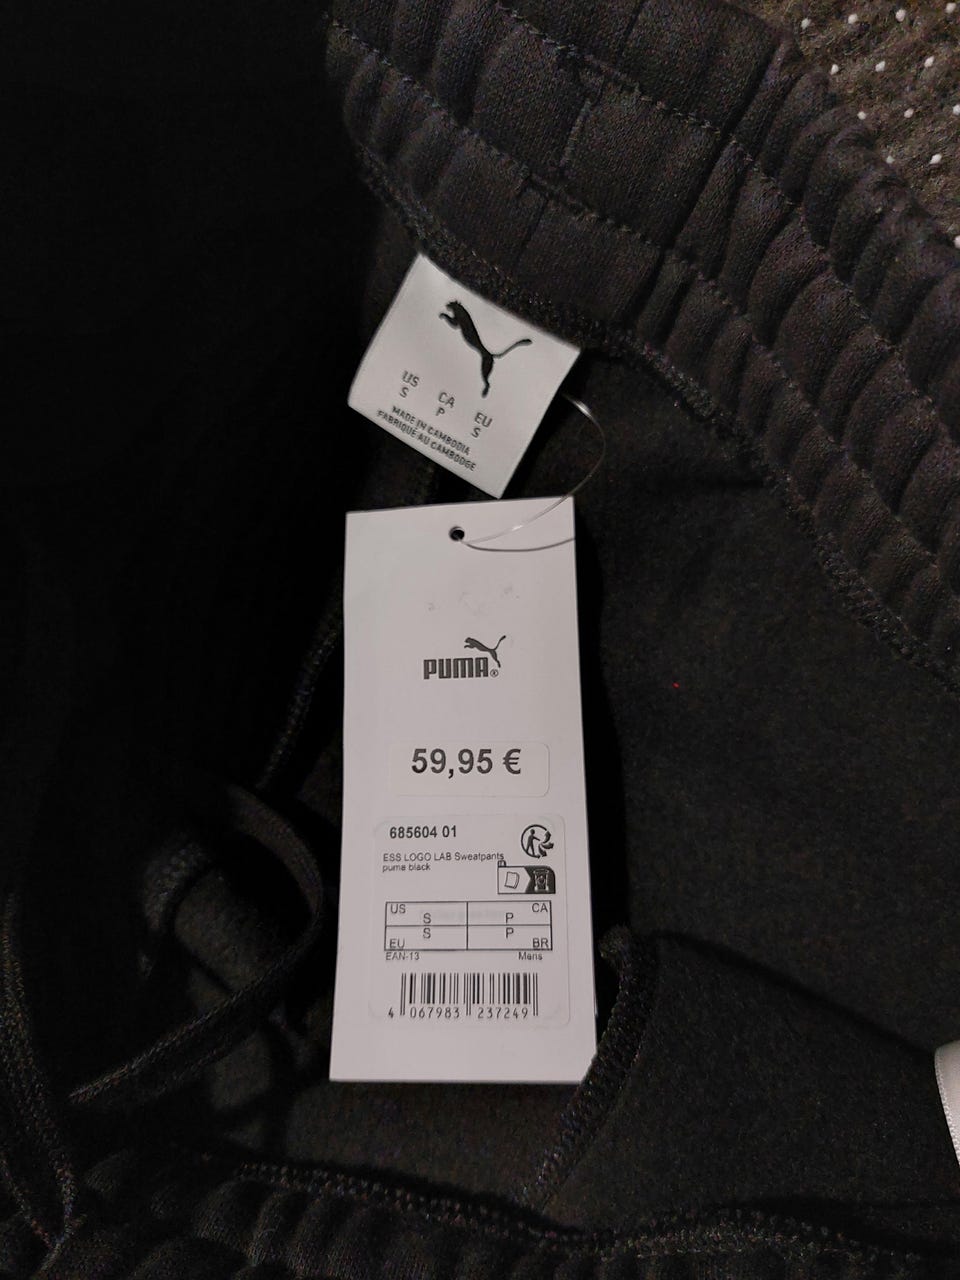 US CA EU
S P S
MADE IN CAMBODIA
FABRIQUÉ AU CAMBODGE
PUMA®
59,95 €
685604 01
ESS LOGO LAB Sweatpants
puma black
US S P CA
EU S P BR
EAN-13 Mens
4 067983 237249